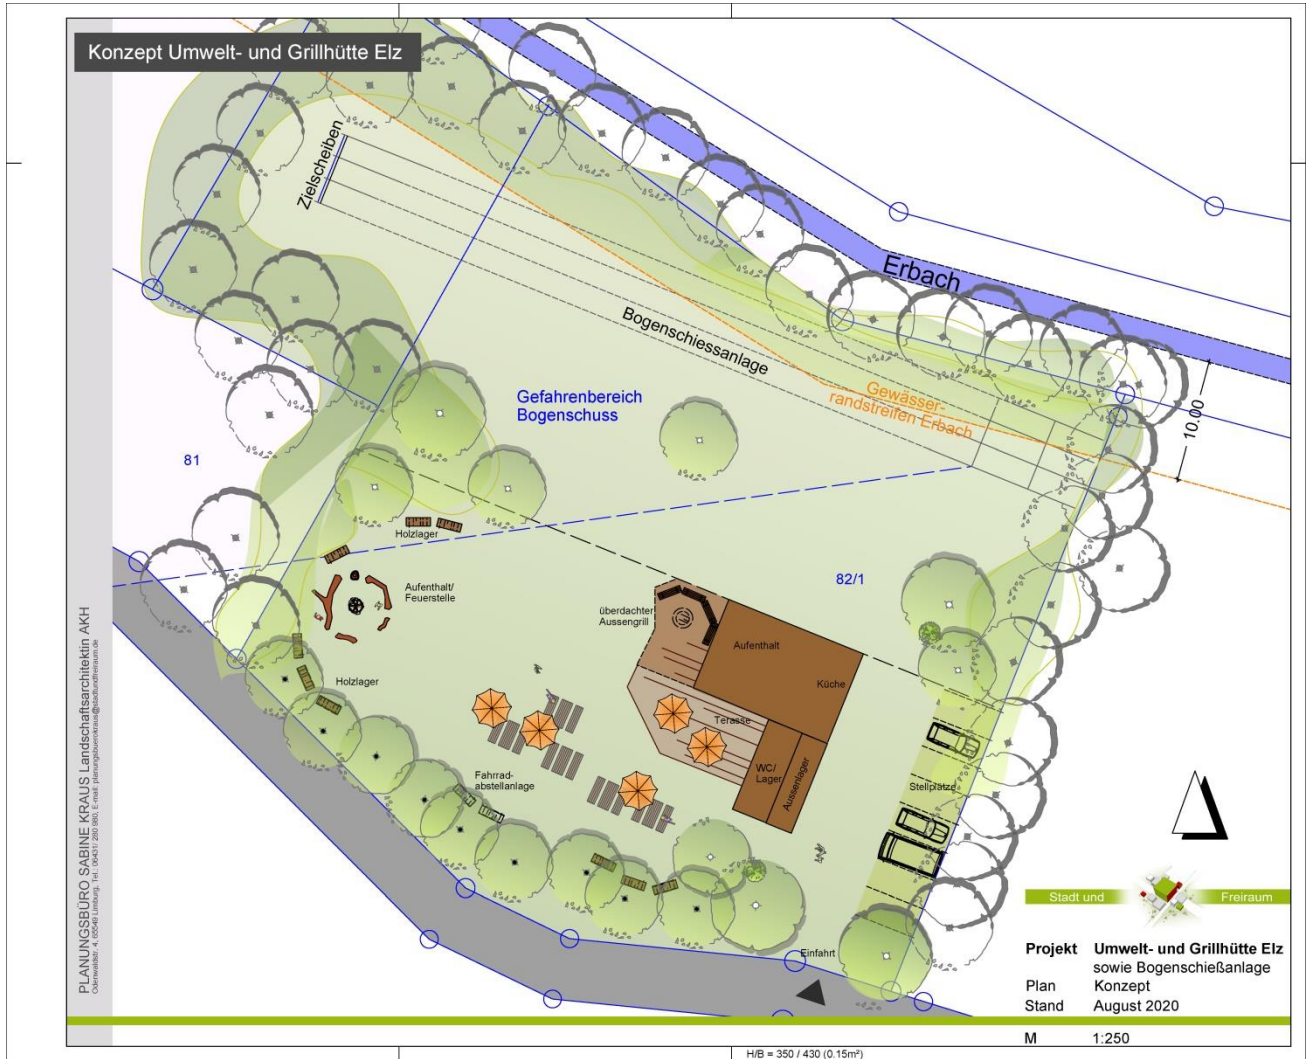 Konzept Umwelt- und Grillhütte Elz
Zielscheiben
Erbach
Bogenschiessanlage
Gefahrenbereich
Bogenschuss
Gewässer-
randstreifen Erbach
10.00
81
82/1
Holzlager
Aufenthalt/
Feuerstelle
überdachter
Aussengrill
Aufenthalt
Küche
Holzlager
Terasse
WC/
Lager
Aussenlager
Fahrrad-
abstellanlage
Stellplätze
Einfahrt
PLANUNGSBÜRO SABINE KRAUS Landschaftsarchitektin AKH
Stadt und Freiraum
Projekt Umwelt- und Grillhütte Elz
sowie Bogenschießanlage
Plan Konzept
Stand August 2020
M 1:250
H/B = 350 / 430 (0.15m²)